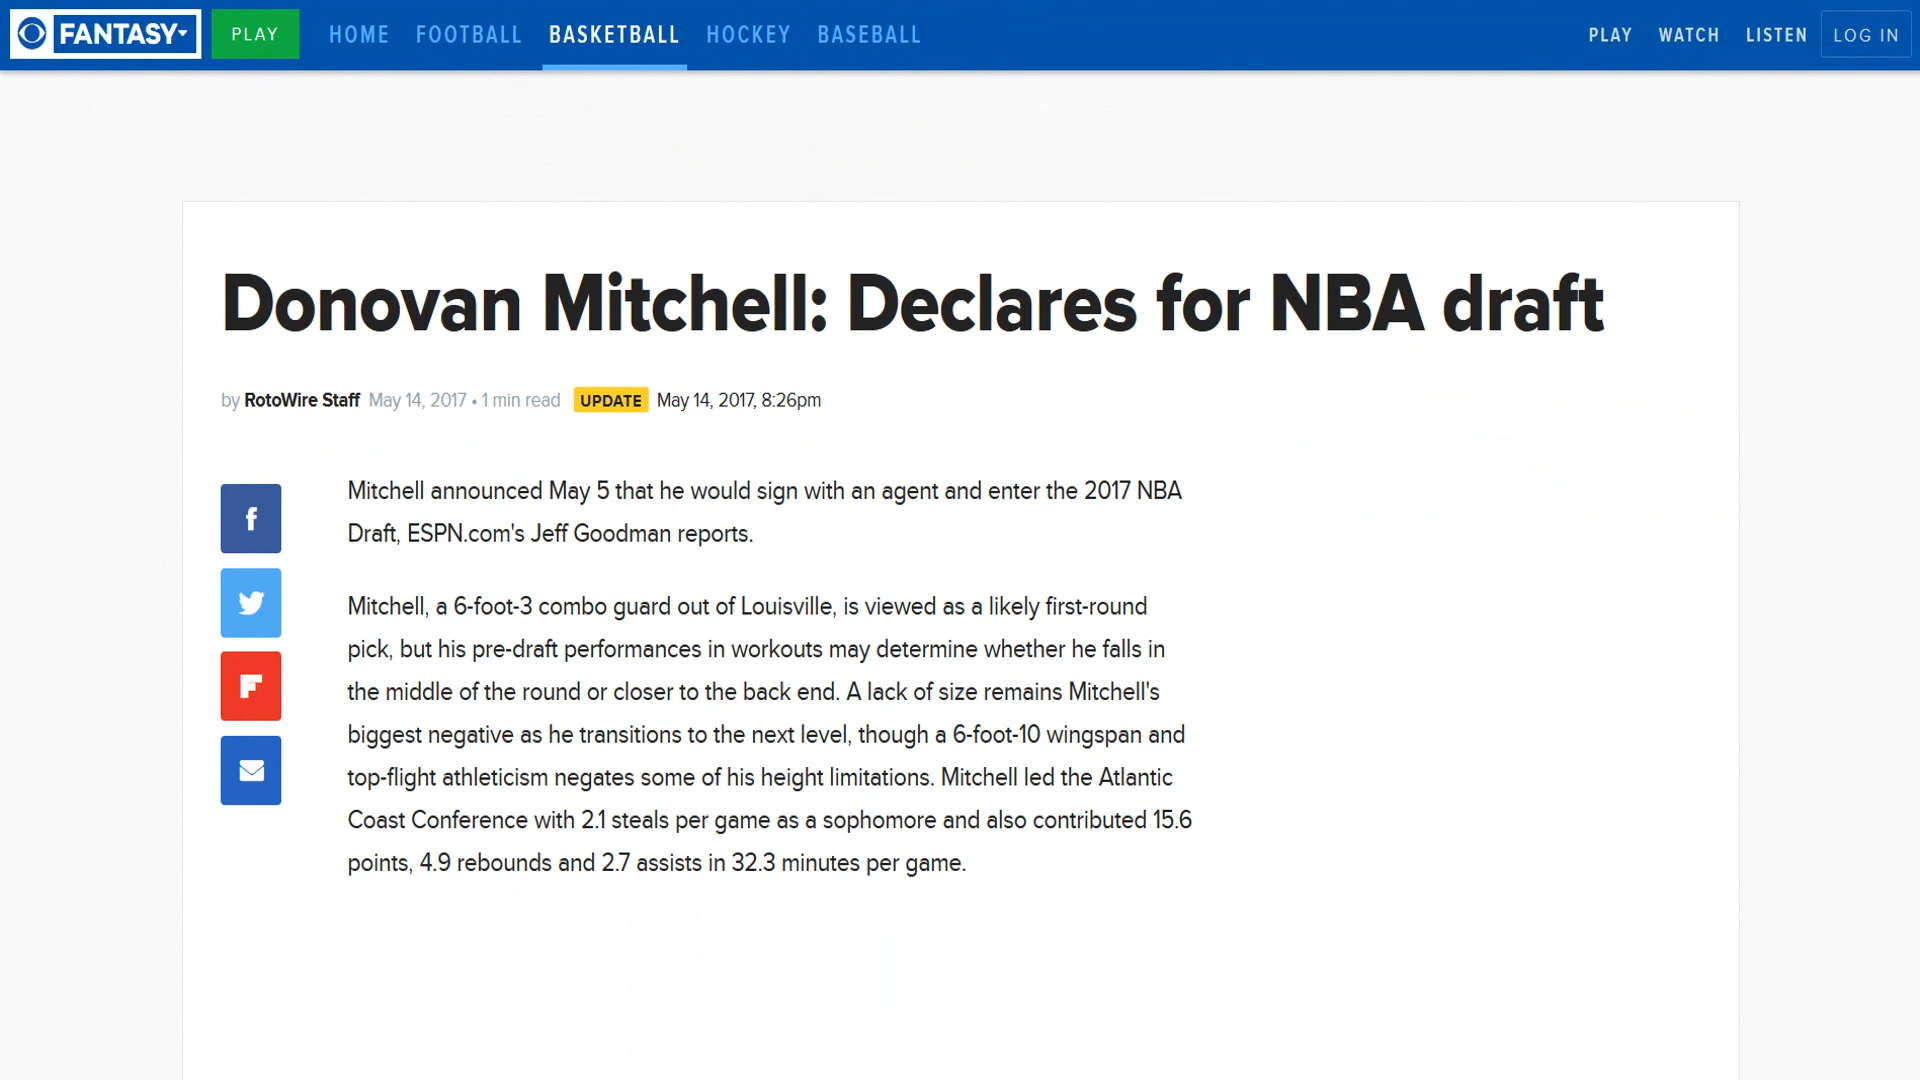 FANTASY PLAY HOME FOOTBALL BASKETBALL HOCKEY BASEBALL PLAY WATCH LISTEN LOG IN
Donovan Mitchell: Declares for NBA draft
by RotoWire Staff May 14, 2017 • 1 min read UPDATE May 14, 2017, 8:26pm
Mitchell announced May 5 that he would sign with an agent and enter the 2017 NBA
Draft, ESPN.com's Jeff Goodman reports.
Mitchell, a 6-foot-3 combo guard out of Louisville, is viewed as a likely first-round
pick, but his pre-draft performances in workouts may determine whether he falls in
the middle of the round or closer to the back end. A lack of size remains Mitchell's
biggest negative as he transitions to the next level, though a 6-foot-10 wingspan and
top-flight athleticism negates some of his height limitations. Mitchell led the Atlantic
Coast Conference with 2.1 steals per game as a sophomore and also contributed 15.6
points, 4.9 rebounds and 2.7 assists in 32.3 minutes per game.